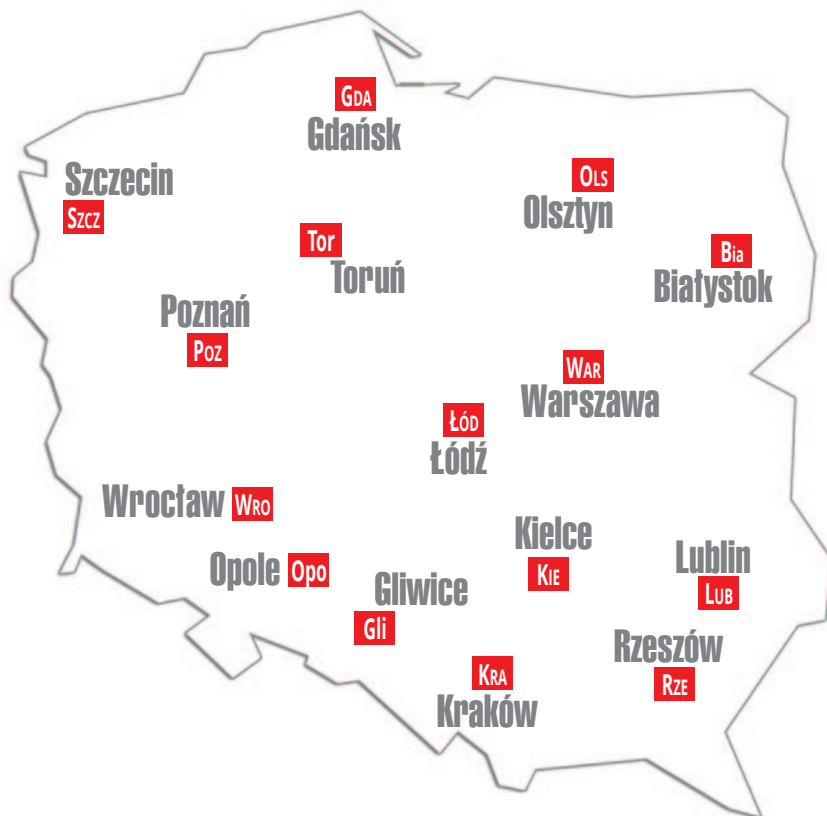 GDA
Gdańsk
Szczecin
SZCZ
OLS
Olsztyn
Tor
Toruń
Bia
Białystok
Poznań
POZ
WAR
Warszawa
ŁÓD
Łódź
Wrocław WRO
Kielce
KIE
Opole Opo
Gliwice
Gli
Lublin
LUB
Rzeszów
RZE
KRA
Kraków